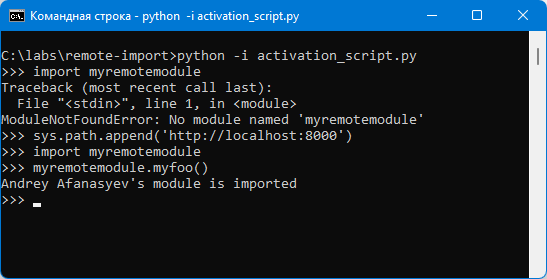 Командная строка - python -i activation_script.py
C:\labs\remote-import>python -i activation_script.py
>>> import myremotemodule
Traceback (most recent call last):
  File "<stdin>", line 1, in <module>
ModuleNotFoundError: No module named 'myremotemodule'
>>> sys.path.append('http://localhost:8000')
>>> import myremotemodule
>>> myremotemodule.myfoo()
Andrey Afanasyev's module is imported
>>>